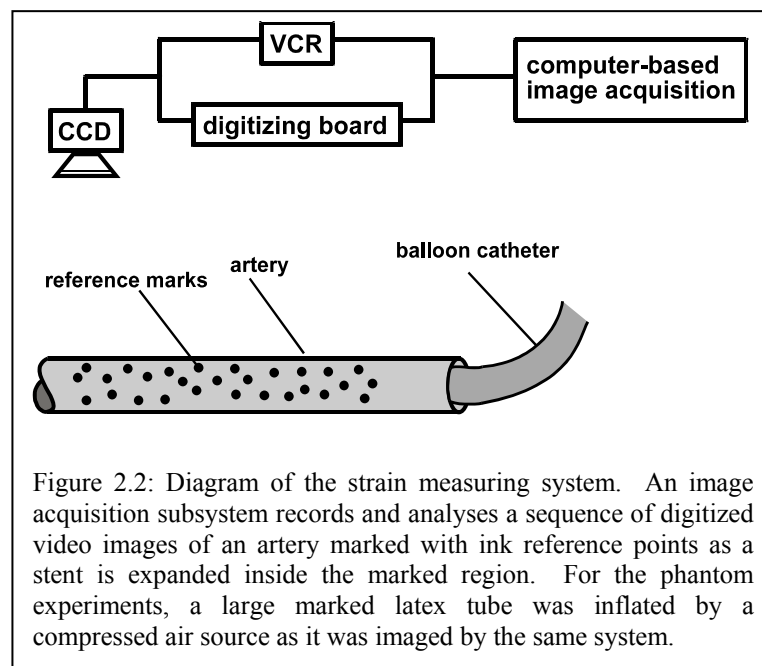 VCR
computer-based
image acquisition
CCD
digitizing board
balloon catheter
artery
reference marks
Figure 2.2: Diagram of the strain measuring system. An image
acquisition subsystem records and analyses a sequence of digitized
video images of an artery marked with ink reference points as a
stent is expanded inside the marked region. For the phantom
experiments, a large marked latex tube was inflated by a
compressed air source as it was imaged by the same system.